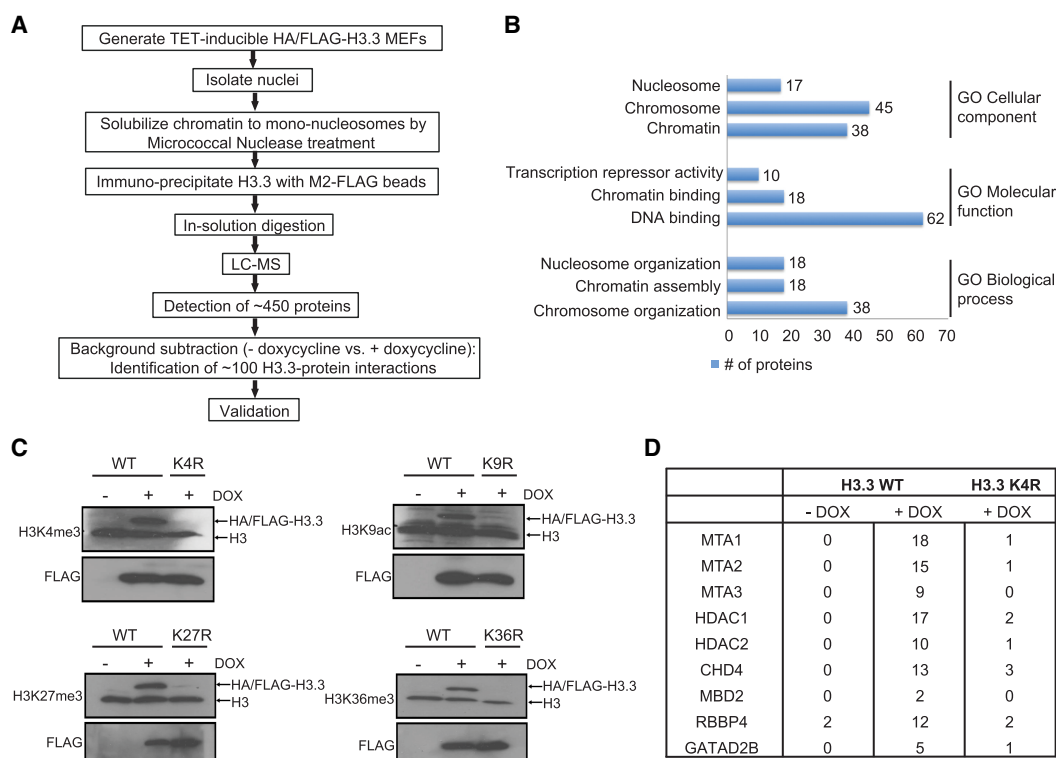 A
Generate TET-inducible HA/FLAG-H3.3 MEFs
Isolate nuclei
Solubilize chromatin to mono-nucleosomes by
Micrococal Nuclease treatment
Immuno-precipitate H3.3 with M2-FLAG beads
In-solution digestion
LC-MS
Detection of ~450 proteins
Background subtraction (- doxycycline vs. + doxycycline):
Identification of ~100 H3.3-protein interactions
Validation
B
Nucleosome 17
Chromosome 45
Chromatin 38
GO Cellular
component
Transcription repressor activity 10
Chromatin binding 18
DNA binding 62
GO Molecular
function
Nucleosome organization 18
Chromatin assembly 18
Chromosome organization 38
GO Biological
process
0 10 20 30 40 50 60 70
# of proteins
C
WT K4R
- + + DOX
H3K4me3
HA/FLAG-H3.3
H3
FLAG
WT K9R
- + + DOX
H3K9ac
HA/FLAG-H3.3
H3
FLAG
WT K27R
- + + DOX
H3K27me3
HA/FLAG-H3.3
H3
FLAG
WT K36R
- + + DOX
H3K36me3
HA/FLAG-H3.3
H3
FLAG
D
H3.3 WT H3.3 K4R
- DOX + DOX + DOX
MTA1 0 18 1
MTA2 0 15 1
MTA3 0 9 0
HDAC1 0 17 2
HDAC2 0 10 1
CHD4 0 13 3
MBD2 0 2 0
RBBP4 2 12 2
GATAD2B 0 5 1